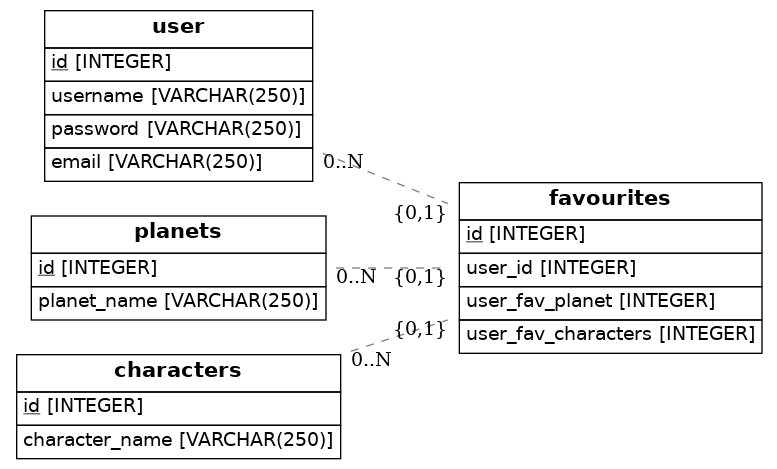 user
id [INTEGER]
username [VARCHAR(250)]
password [VARCHAR(250)]
email [VARCHAR(250)]
0..N
{0,1}
planets
id [INTEGER]
planet_name [VARCHAR(250)]
0..N
{0,1}
characters
id [INTEGER]
character_name [VARCHAR(250)]
0..N
{0,1}
favourites
id [INTEGER]
user_id [INTEGER]
user_fav_planet [INTEGER]
user_fav_characters [INTEGER]